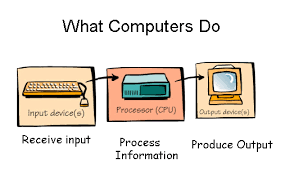 What Computers Do
Input device(s)
Processor (CPU)
Output device(s)
Receive input
Process
Information
Produce Output